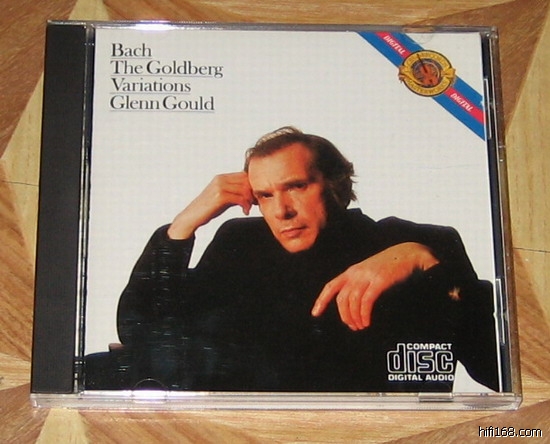 Bach
The Goldberg
Variations
Glenn Gould
DIGITAL
DIGITAL
COMPACT
disc
DIGITAL AUDIO
hifi168.com